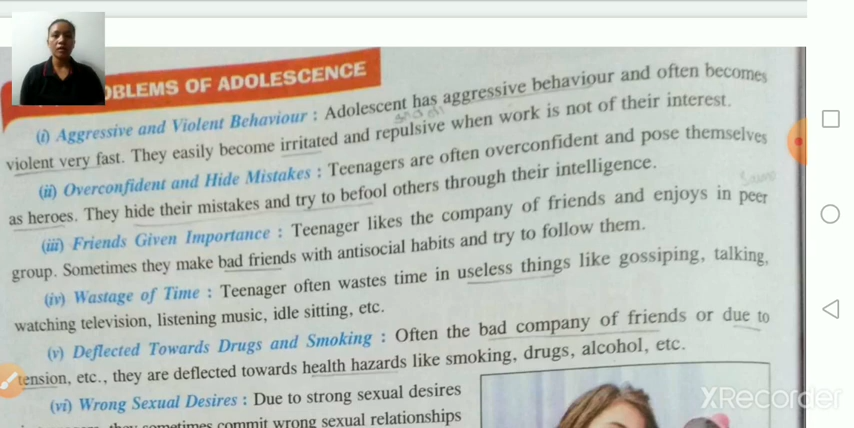 OBLEMS OF ADOLESCENCE
(i) Aggressive and Violent Behaviour : Adolescent has aggressive behaviour and often becomes
violent very fast. They easily become irritated and repulsive when work is not of their interest.
(ii) Overconfident and Hide Mistakes : Teenagers are often overconfident and pose themselves
as heroes. They hide their mistakes and try to befool others through their intelligence.
(iii) Friends Given Importance : Teenager likes the company of friends and enjoys in peer
group. Sometimes they make bad friends with antisocial habits and try to follow them.
(iv) Wastage of Time : Teenager often wastes time in useless things like gossiping, talking,
watching television, listening music, idle sitting, etc.
(v) Deflected Towards Drugs and Smoking : Often the bad company of friends or due to
tension, etc., they are deflected towards health hazards like smoking, drugs, alcohol, etc.
(vi) Wrong Sexual Desires : Due to strong sexual desires
they sometimes commit wrong sexual relationships
XRecorder